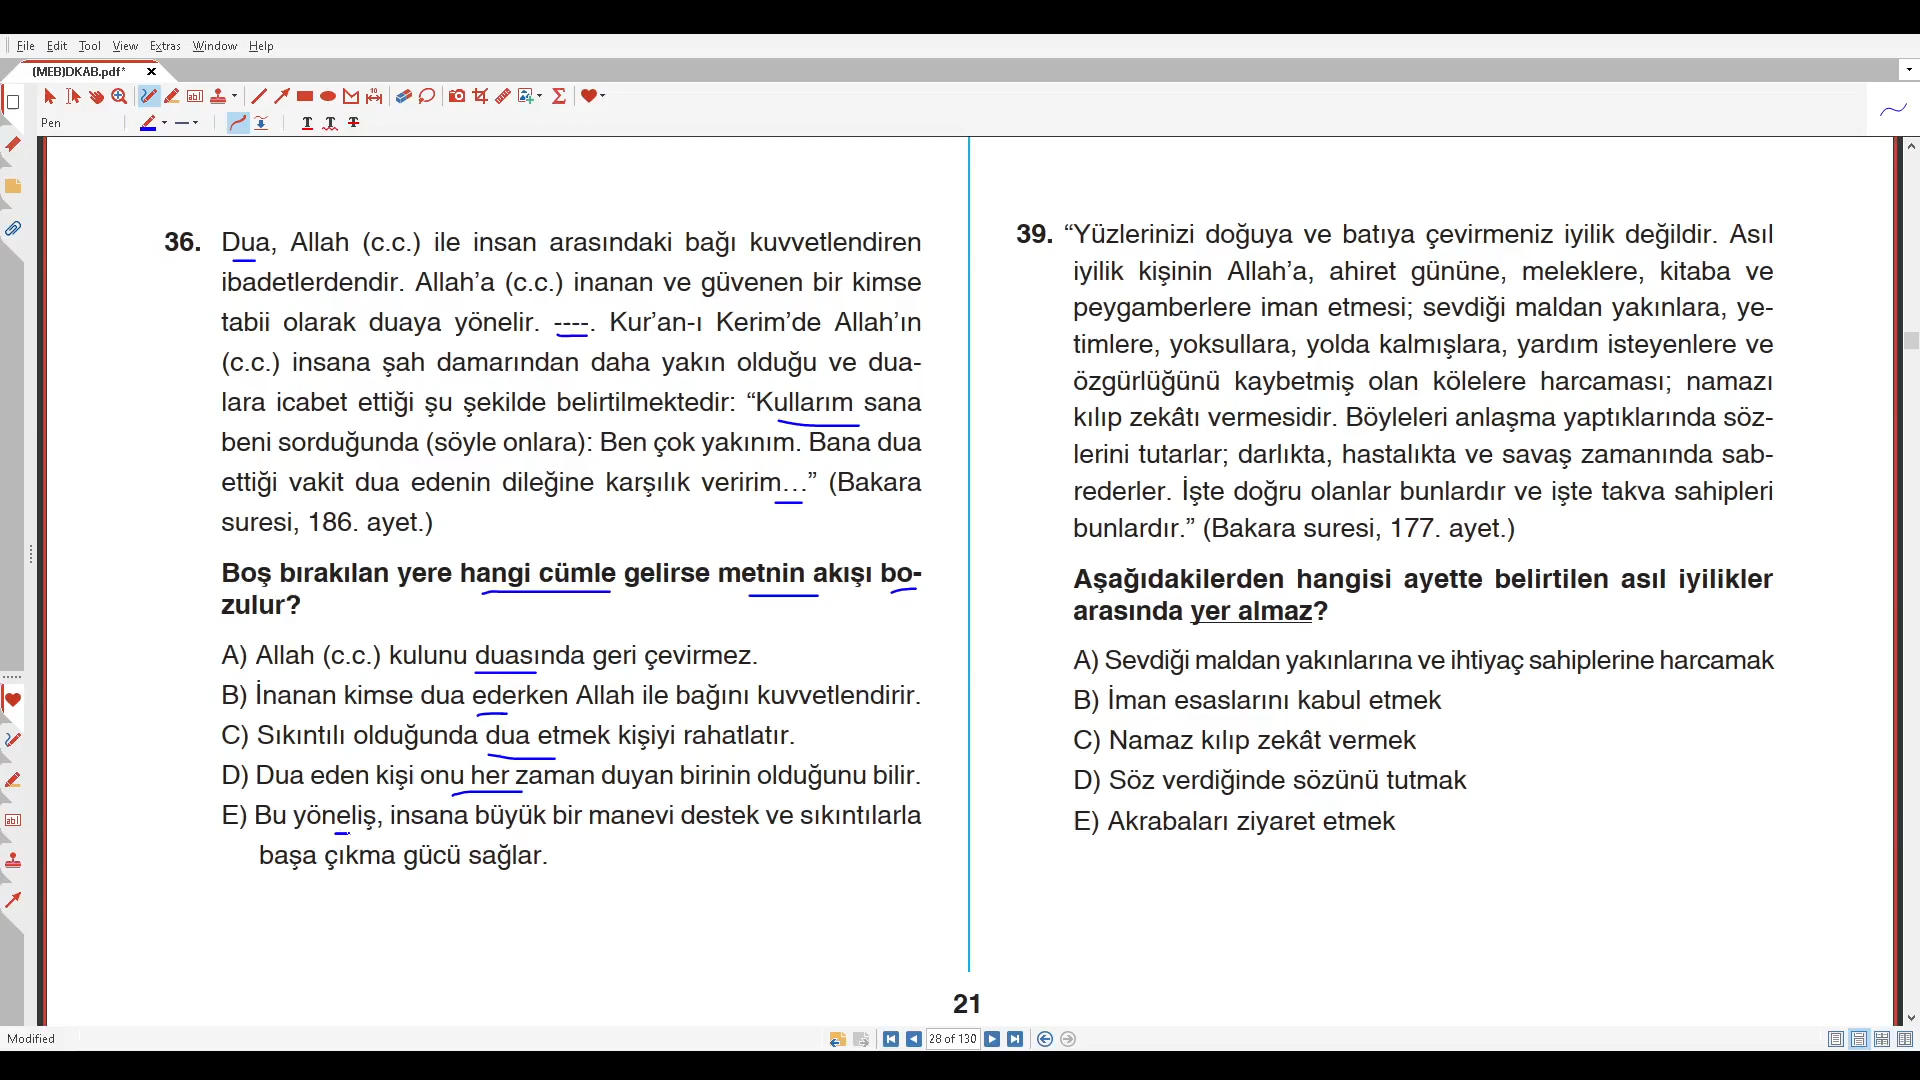 File Edit Tool View Extras Window Help
(MEB)DKAB.pdf*
Pen
36. Dua, Allah (c.c.) ile insan arasındaki bağı kuvvetlendiren
ibadetlerdendir. Allah’a (c.c.) inanan ve güvenen bir kimse
tabii olarak duaya yönelir. ----. Kur’an-ı Kerim’de Allah’ın
(c.c.) insana şah damarından daha yakın olduğu ve dua-
lara icabet ettiği şu şekilde belirtilmektedir: “Kullarım sana
beni sorduğunda (söyle onlara): Ben çok yakınım. Bana dua
ettiği vakit dua edenin dileğine karşılık veririm…” (Bakara
suresi, 186. ayet.)
Boş bırakılan yere hangi cümle gelirse metnin akışı bo-
zulur?
A) Allah (c.c.) kulunu duasında geri çevirmez.
B) İnanan kimse dua ederken Allah ile bağını kuvvetlendirir.
C) Sıkıntılı olduğunda dua etmek kişiyi rahatlatır.
D) Dua eden kişi onu her zaman duyan birinin olduğunu bilir.
E) Bu yöneliş, insana büyük bir manevi destek ve sıkıntılarla
başa çıkma gücü sağlar.
39. “Yüzlerinizi doğuya ve batıya çevirmeniz iyilik değildir. Asıl
iyilik kişinin Allah’a, ahiret gününe, meleklere, kitaba ve
peygamberlere iman etmesi; sevdiği maldan yakınlara, ye-
timlere, yoksullara, yolda kalmışlara, yardım isteyenlere ve
özgürlüğünü kaybetmiş olan kölelere harcaması; namazı
kılıp zekâtı vermesidir. Böyleleri anlaşma yaptıklarında söz-
lerini tutarlar; darlıkta, hastalıkta ve savaş zamanında sab-
rederler. İşte doğru olanlar bunlardır ve işte takva sahipleri
bunlardır.” (Bakara suresi, 177. ayet.)
Aşağıdakilerden hangisi ayette belirtilen asıl iyilikler
arasında yer almaz?
A) Sevdiği maldan yakınlarına ve ihtiyaç sahiplerine harcamak
B) İman esaslarını kabul etmek
C) Namaz kılıp zekât vermek
D) Söz verdiğinde sözünü tutmak
E) Akrabaları ziyaret etmek
21
Modified
28 of 130